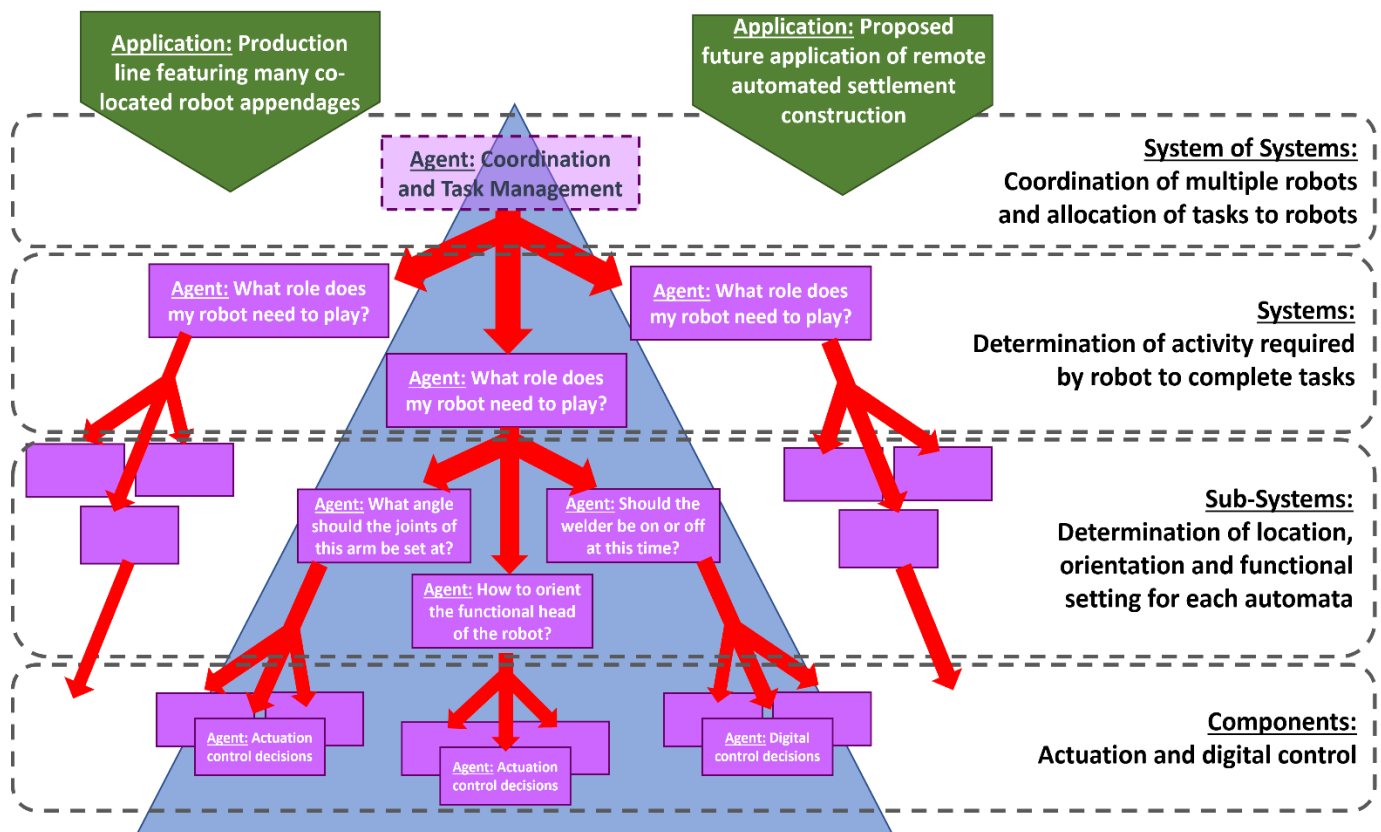 Application: Production
line featuring many co-
located robot appendages
Application: Proposed
future application of remote
automated settlement
construction
Agent: Coordination
and Task Management
System of Systems:
Coordination of multiple robots
and allocation of tasks to robots
Agent: What role does
my robot need to play?
Agent: What role does
my robot need to play?
Agent: What role does
my robot need to play?
Systems:
Determination of activity required
by robot to complete tasks
Agent: What angle
should the joints of
this arm be set at?
Agent: Should the
welder be on or off
at this time?
Agent: How to orient
the functional head
of the robot?
Sub-Systems:
Determination of location,
orientation and functional
setting for each automata
Agent: Actuation
control decisions
Agent: Actuation
control decisions
Agent: Digital
control decisions
Components:
Actuation and digital control